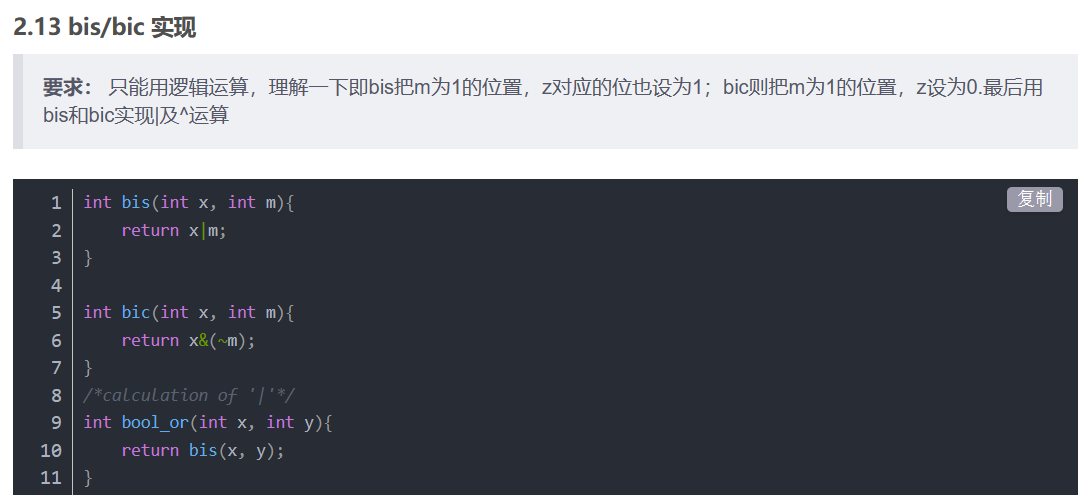 2.13 bis/bic 实现
要求： 只能用逻辑运算，理解一下即bis把m为1的位置，z对应的位也设为1；bic则把m为1的位置，z设为0.最后用
bis和bic实现|及^运算
复制
1 int bis(int x, int m){
2     return x|m;
3 }
4
5 int bic(int x, int m){
6     return x&(~m);
7 }
8 /*calculation of '|'*/
9 int bool_or(int x, int y){
10     return bis(x, y);
11 }